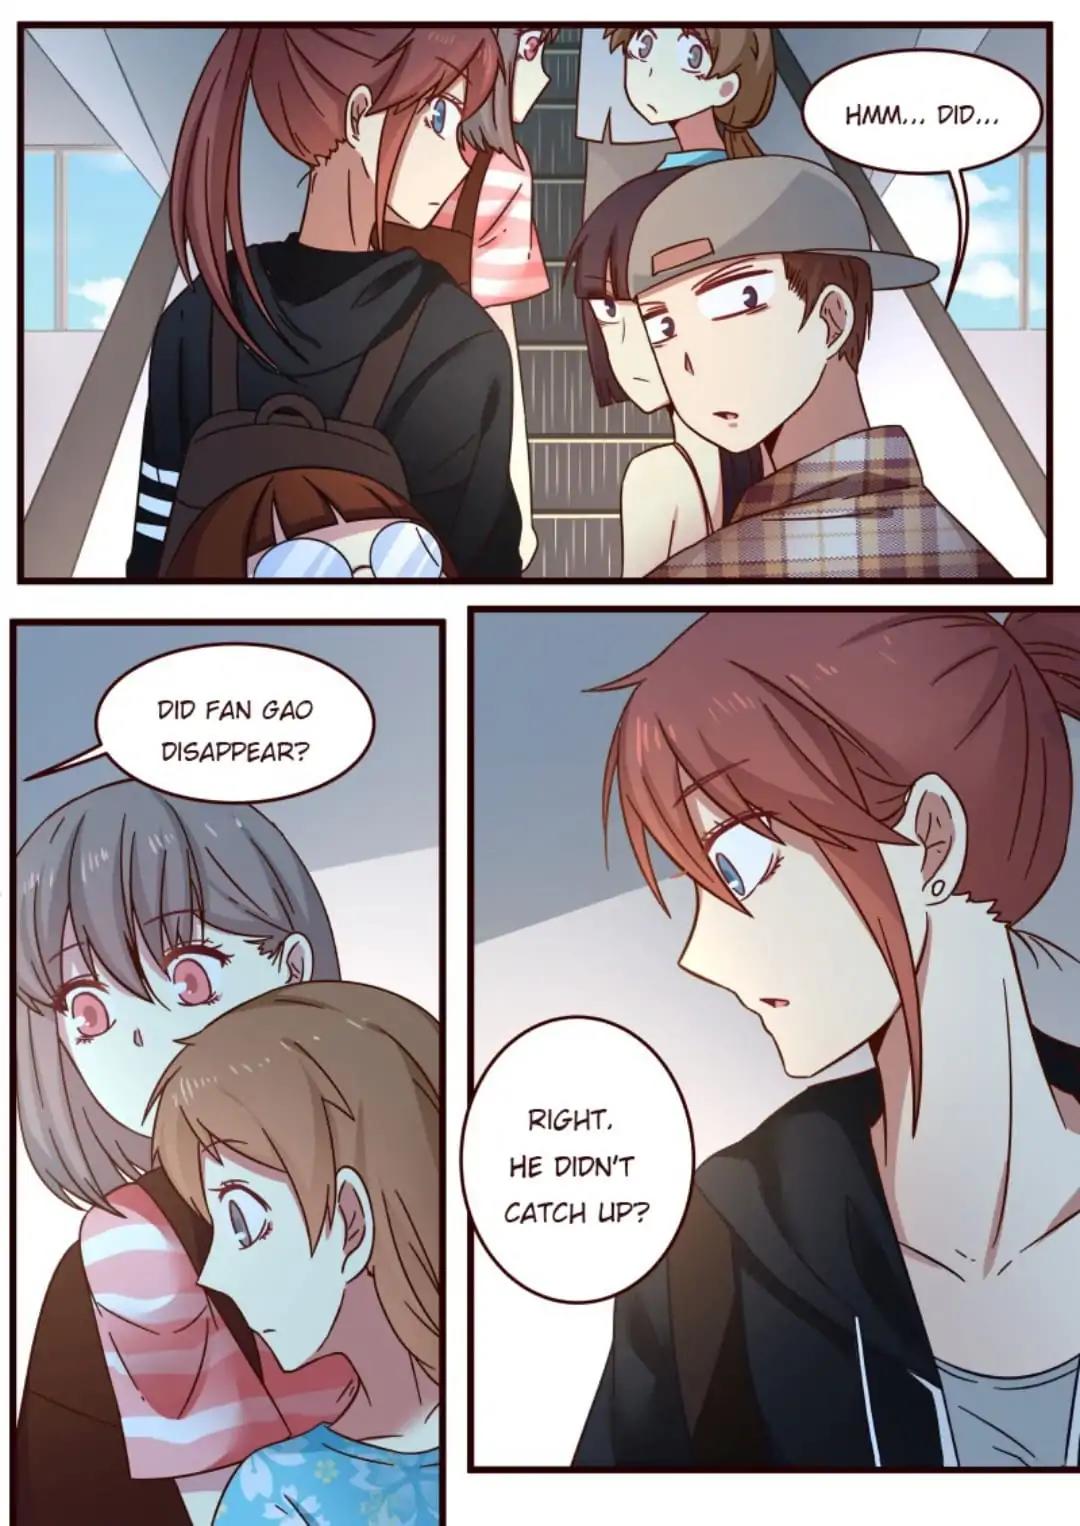 HMM... DID...
DID FAN GAO
DISAPPEAR?
RIGHT.
HE DIDN'T
CATCH UP?